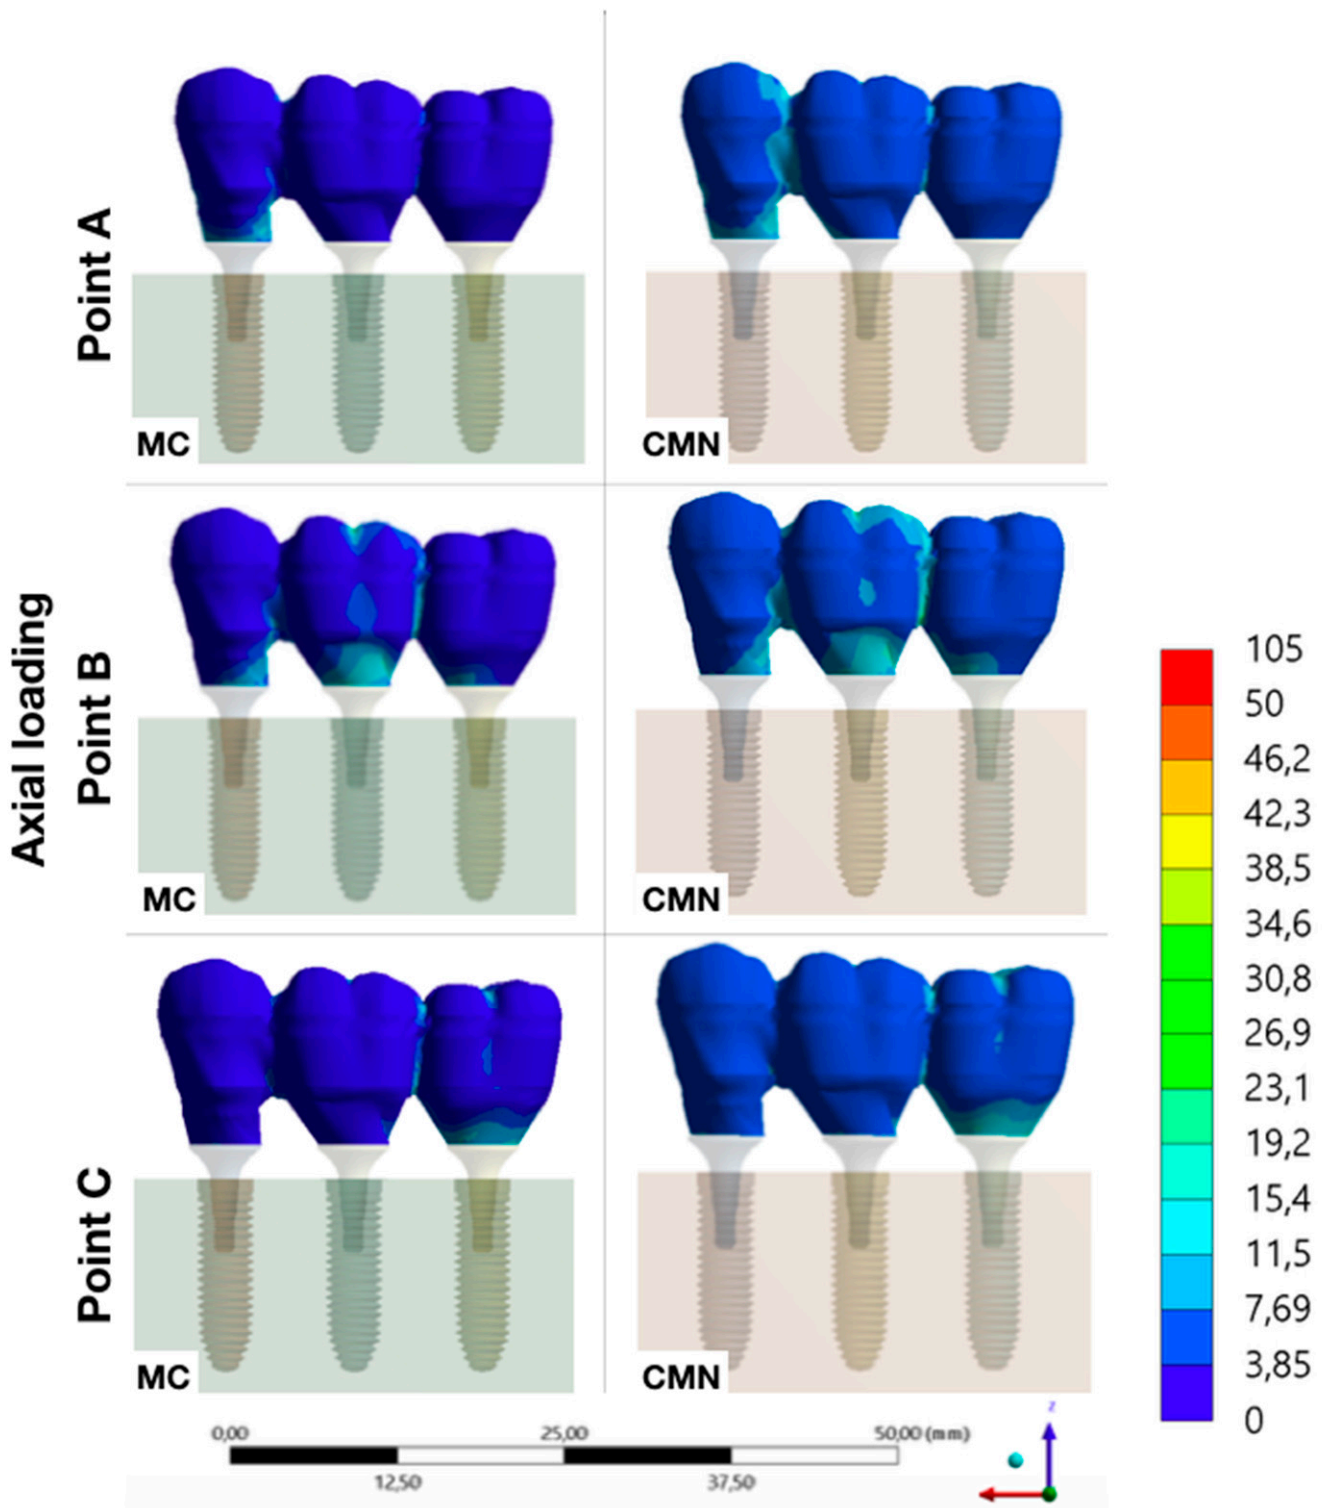 Axial loading
Point A
MC
CMN
Point B
MC
CMN
Point C
MC
CMN
105
50
46,2
42,3
38,5
34,6
30,8
26,9
23,1
19,2
15,4
11,5
7,69
3,85
0
0,00 25,00 50,00 (mm)
12,50 37,50
z